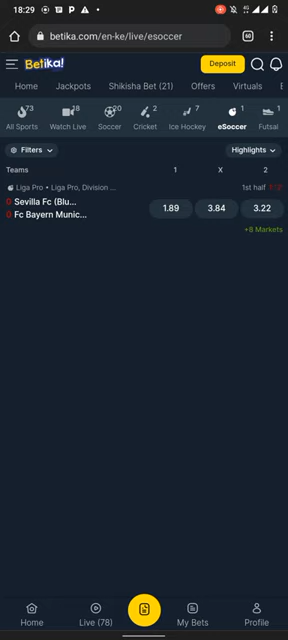 18:29
betika.com/en-ke/live/esoccer
Betika!
Deposit
Home Jackpots Shikisha Bet (21) Offers Virtuals
73 18 20 2 7 1 1
All Sports Watch Live Soccer Cricket Ice Hockey eSoccer Futsal
Filters Highlights
Teams 1 X 2
Liga Pro • Liga Pro, Division ... 1st half
0 Sevilla Fc (Blu... 1.89 3.84 3.22
0 Fc Bayern Munic...
+8 Markets
Home Live (78) My Bets Profile